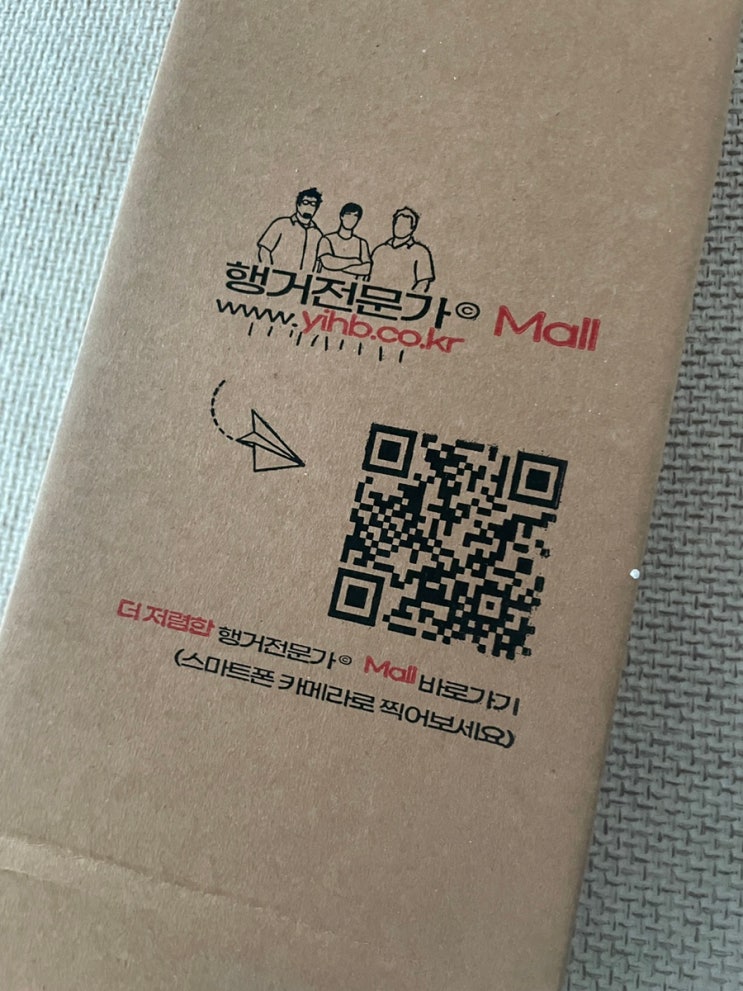 행거전문가© Mall
www.yihb.co.kr
더 저렴한 행거전문가© Mall 바로가기
(스마트폰 카메라로 찍어보세요)